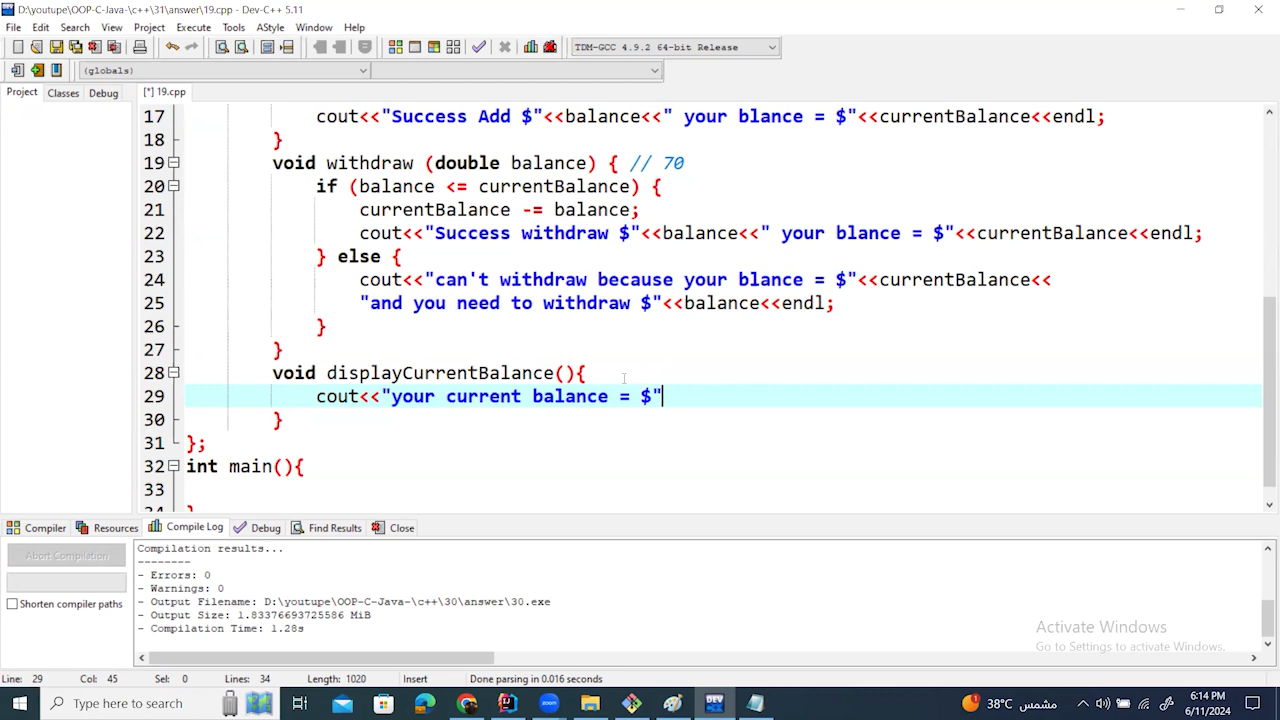 D:\youtupe\OOP-C-Java-\c++\31\answer\19.cpp - Dev-C++ 5.11
File Edit Search View Project Execute Tools AStyle Window Help
TDM-GCC 4.9.2 64-bit Release
(globals)
Project Classes Debug [*] 19.cpp
17 cout<<"Success Add $"<<balance<<" your blance = $"<<currentBalance<<endl;
18 }
19 void withdraw (double balance) { // 70
20 if (balance <= currentBalance) {
21 currentBalance -= balance;
22 cout<<"Success withdraw $"<<balance<<" your blance = $"<<currentBalance<<endl;
23 } else {
24 cout<<"can't withdraw because your blance = $"<<currentBalance<<
25 "and you need to withdraw $"<<balance<<endl;
26 }
27 }
28 void displayCurrentBalance(){
29 cout<<"your current balance = $"
30 }
31 };
32 int main(){
33
Compiler Resources Compile Log Debug Find Results Close
Abort Compilation
Shorten compiler paths
Compilation results...
--------
- Errors: 0
- Warnings: 0
- Output Filename: D:\youtupe\OOP-C-Java-\c++\30\answer\30.exe
- Output Size: 1.83376693725586 MiB
- Compilation Time: 1.28s
Activate Windows
Go to Settings to activate Windows.
Line: 29 Col: 45 Sel: 0 Lines: 34 Length: 1020 Insert Done parsing in 0.016 seconds
Type here to search
zoom
DEV
38°C مشمس
6:14 PM
6/11/2024